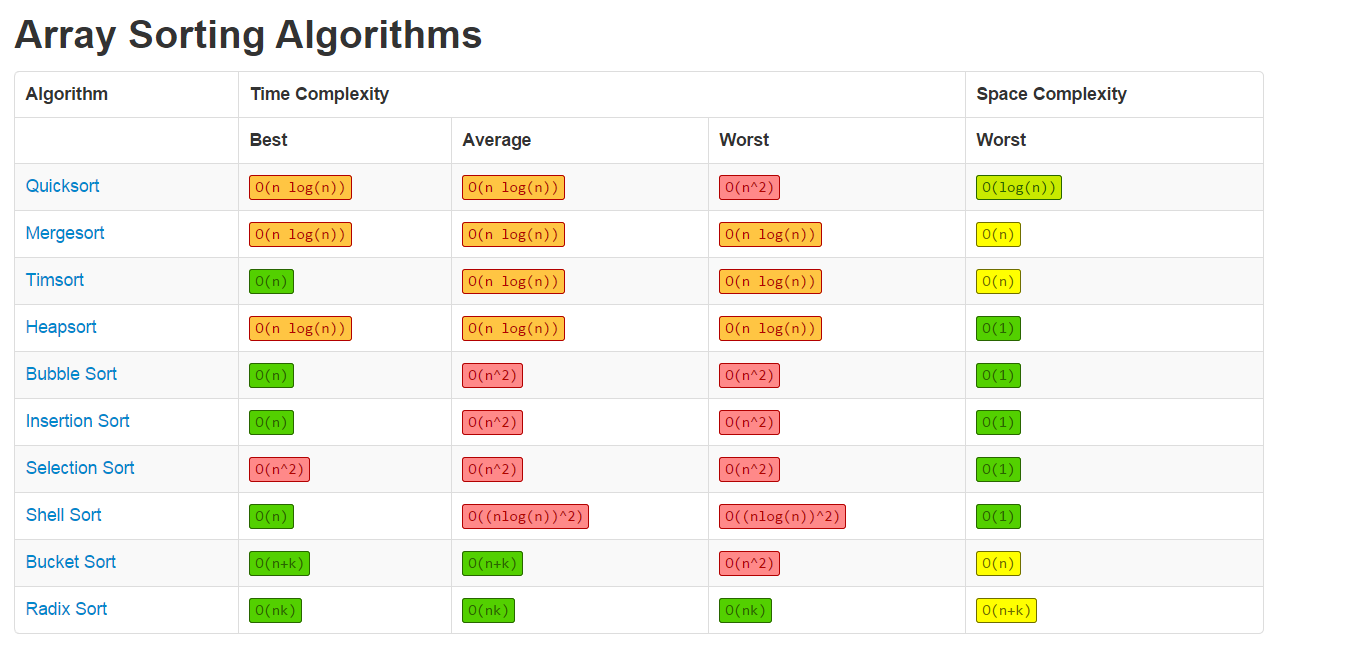 Array Sorting Algorithms
Algorithm Time Complexity Space Complexity
Best Average Worst Worst
Quicksort O(n log(n)) O(n log(n)) O(n^2) O(log(n))
Mergesort O(n log(n)) O(n log(n)) O(n log(n)) O(n)
Timsort O(n) O(n log(n)) O(n log(n)) O(n)
Heapsort O(n log(n)) O(n log(n)) O(n log(n)) O(1)
Bubble Sort O(n) O(n^2) O(n^2) O(1)
Insertion Sort O(n) O(n^2) O(n^2) O(1)
Selection Sort O(n^2) O(n^2) O(n^2) O(1)
Shell Sort O(n) O((nlog(n))^2) O((nlog(n))^2) O(1)
Bucket Sort O(n+k) O(n+k) O(n^2) O(n)
Radix Sort O(nk) O(nk) O(nk) O(n+k)